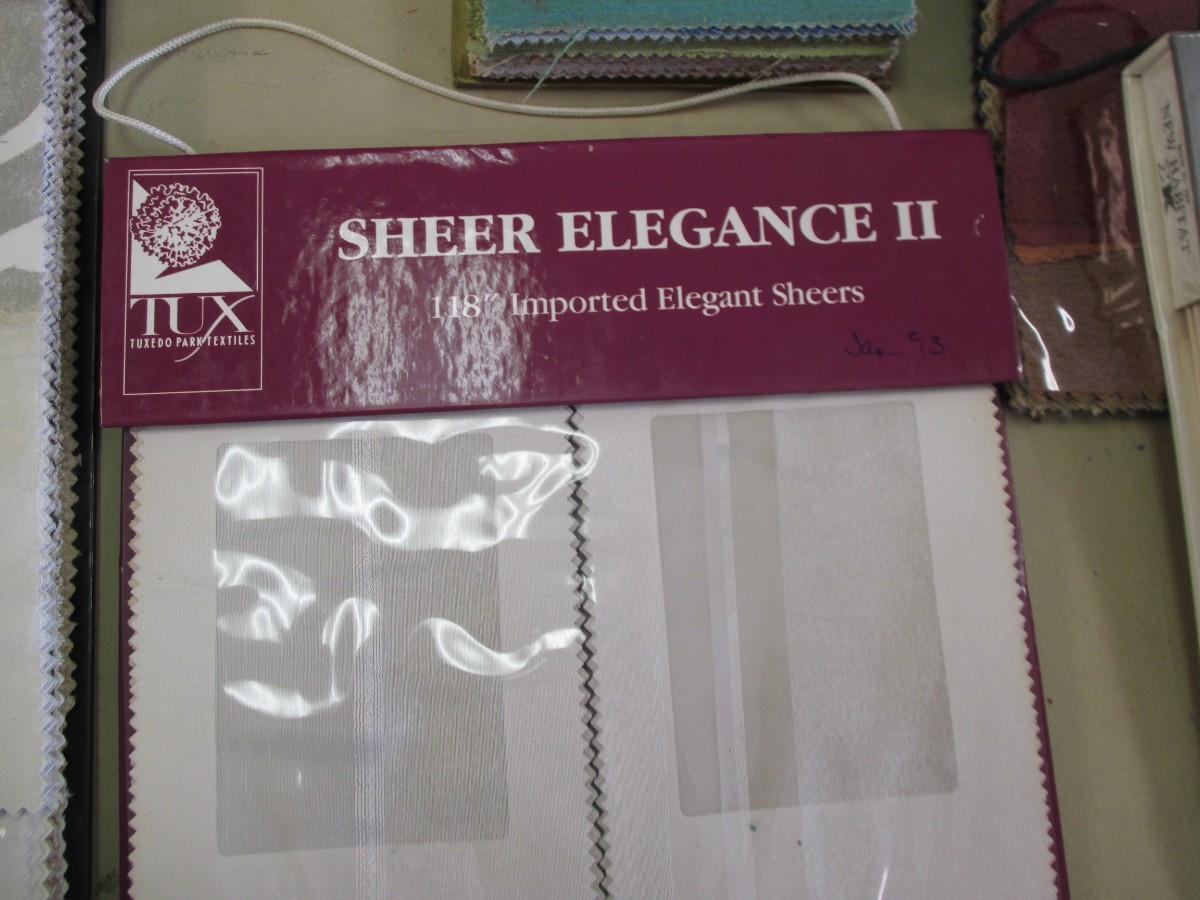 SHEER ELEGANCE II
118" Imported Elegant Sheers
TUX
TUXEDO PARK TEXTILES
Jan 93